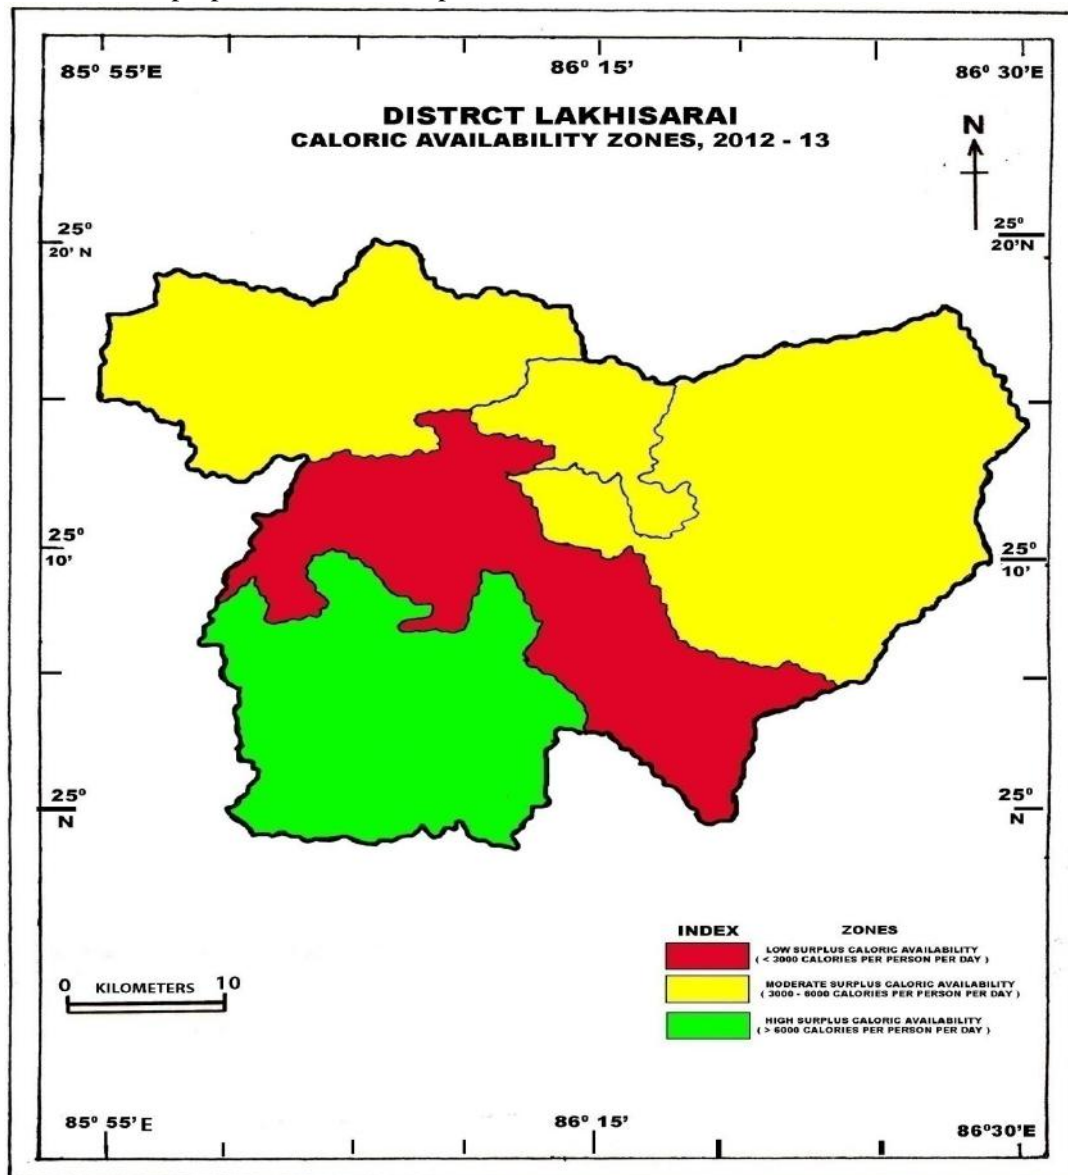 85° 55'E 86° 15' 86° 30'E
DISTRCT LAKHISARAI
CALORIC AVAILABILITY ZONES, 2012 - 13
N
25°
20' N
25°
20'N
25°
10'
25°
10'
25°
N
25°
N
INDEX ZONES
LOW SURPLUS CALORIC AVAILABILITY
( < 3000 CALORIES PER PERSON PER DAY )
MODERATE SURPLUS CALORIC AVAILABILITY
( 3000 - 6000 CALORIES PER PERSON PER DAY )
HIGH SURPLUS CALORIC AVAILABILITY
( > 6000 CALORIES PER PERSON PER DAY )
0 KILOMETERS 10
85° 55' E 86° 15' 86°30'E